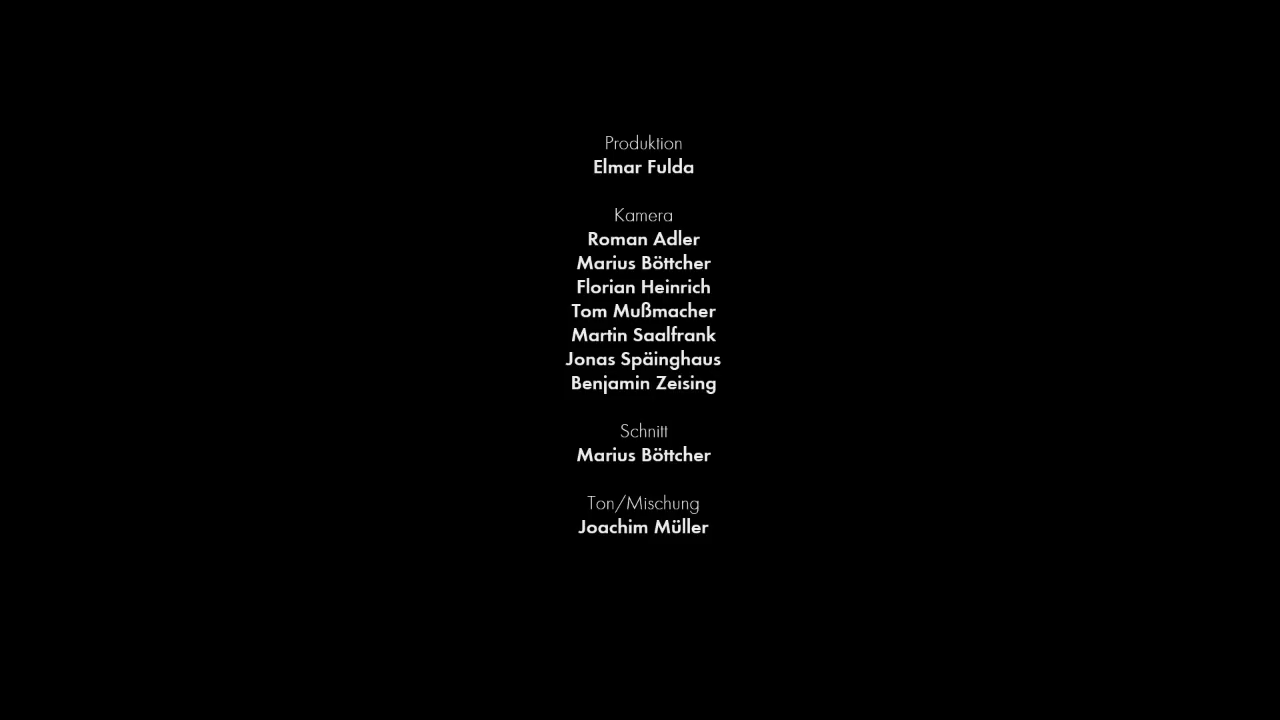 Produktion
Elmar Fulda
Kamera
Roman Adler
Marius Böttcher
Florian Heinrich
Tom Mußmacher
Martin Saalfrank
Jonas Späinghaus
Benjamin Zeising
Schnitt
Marius Böttcher
Ton/Mischung
Joachim Müller